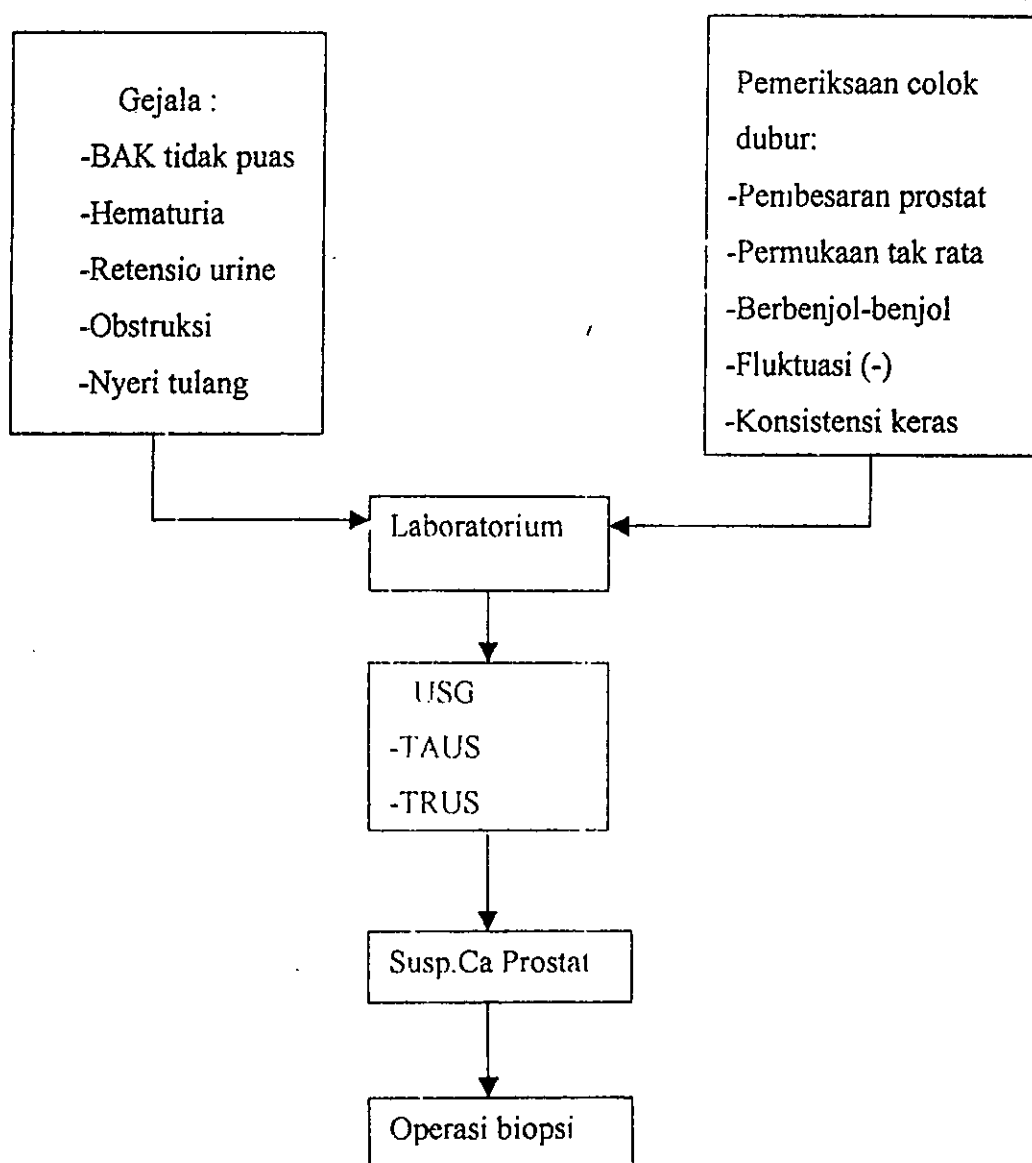 Gejala :
-BAK tidak puas
-Hematuria
-Retensio urine
-Obstruksi
-Nyeri tulang
Pemeriksaan colok
dubur:
-Pembesaran prostat
-Permukaan tak rata
-Berbenjol-benjol
-Fluktuasi (-)
-Konsistensi keras
Laboratorium
USG
-TAUS
-TRUS
Susp.Ca Prostat
Operasi biopsi